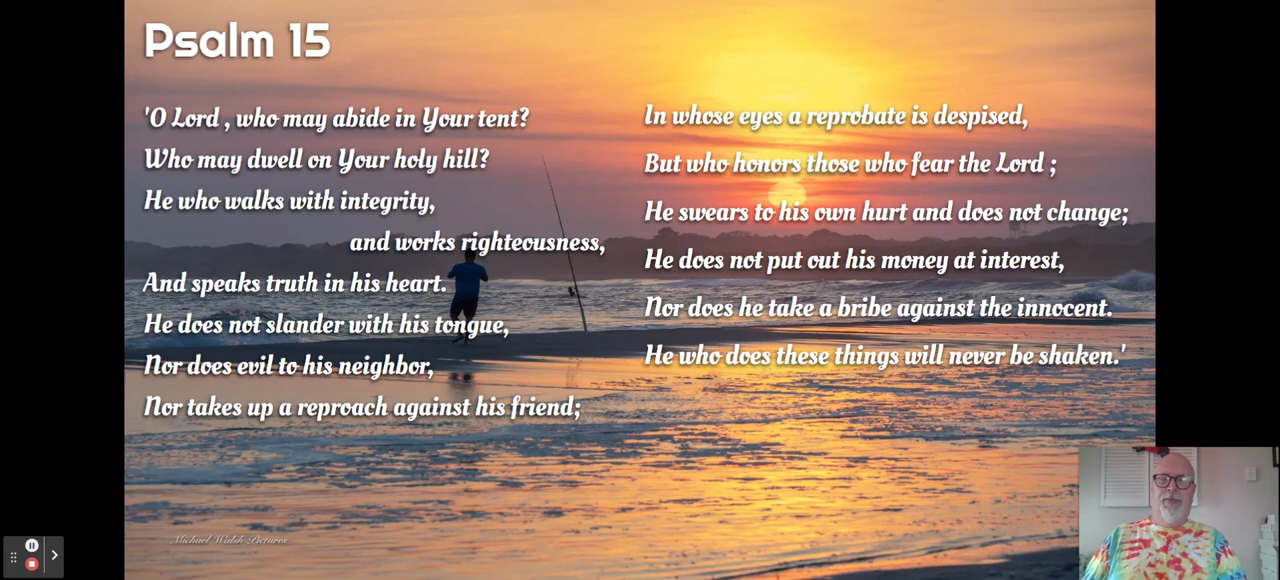 Psalm 15
'O Lord , who may abide in Your tent?
Who may dwell on Your holy hill?
He who walks with integrity,
and works righteousness,
And speaks truth in his heart.
He does not slander with his tongue,
Nor does evil to his neighbor,
Nor takes up a reproach against his friend;
In whose eyes a reprobate is despised,
But who honors those who fear the Lord ;
He swears to his own hurt and does not change;
He does not put out his money at interest,
Nor does he take a bribe against the innocent.
He who does these things will never be shaken.'
Michael Walsh Pictures